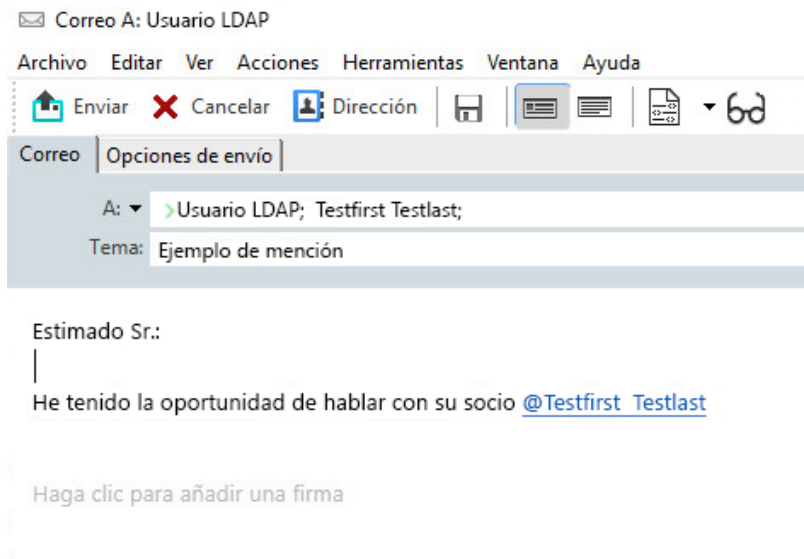 Correo A: Usuario LDAP
Archivo Editar Ver Acciones Herramientas Ventana Ayuda
Enviar Cancelar Dirección
Correo Opciones de envío
A: >Usuario LDAP; Testfirst Testlast;
Tema: Ejemplo de mención
Estimado Sr.:
He tenido la oportunidad de hablar con su socio @Testfirst Testlast
Haga clic para añadir una firma